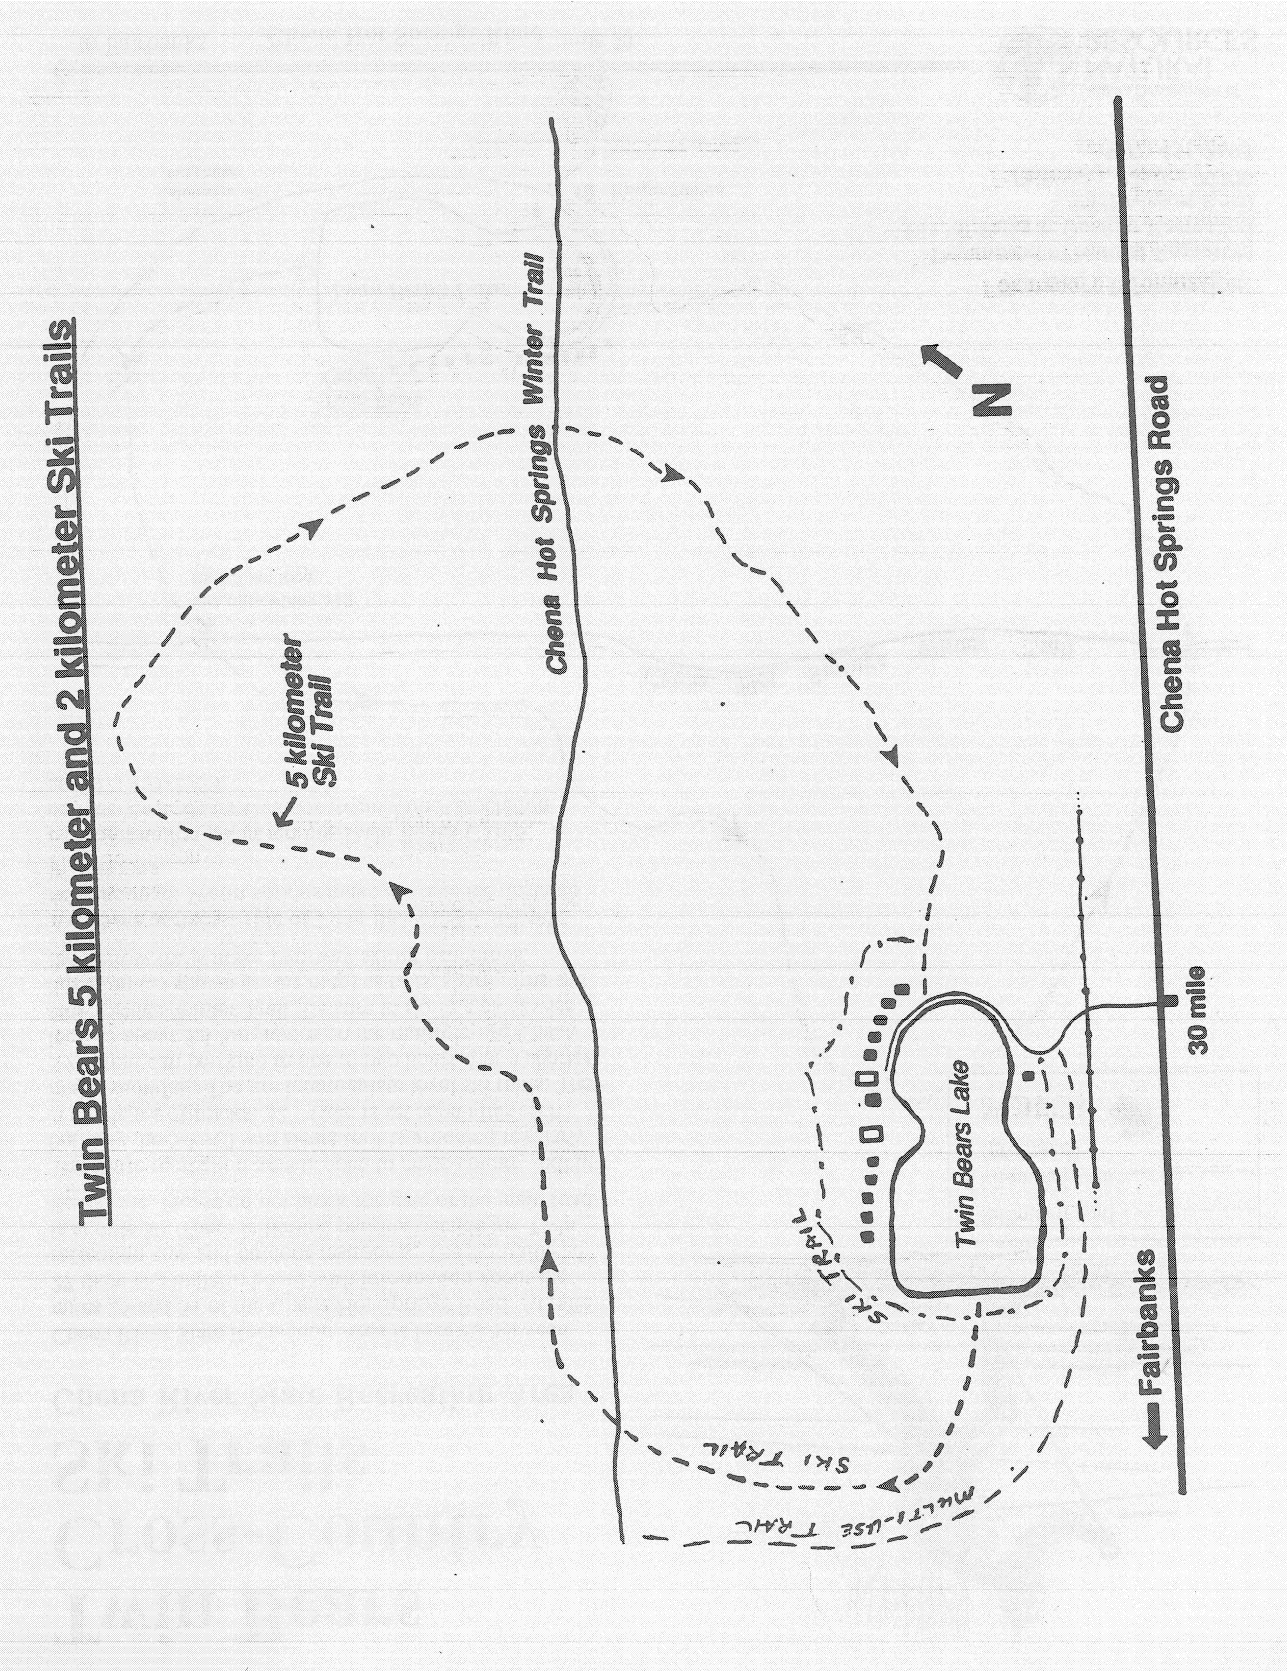 Twin Bears 5 kilometer and 2 kilometer Ski Trails
5 kilometer
Ski Trail
Chena Hot Springs Winter Trail
N
Chena Hot Springs Road
30 mile
Twin Bears Lake
SKI TRAIL
SKI TRAIL
MULTI-USE TRAIL
Fairbanks